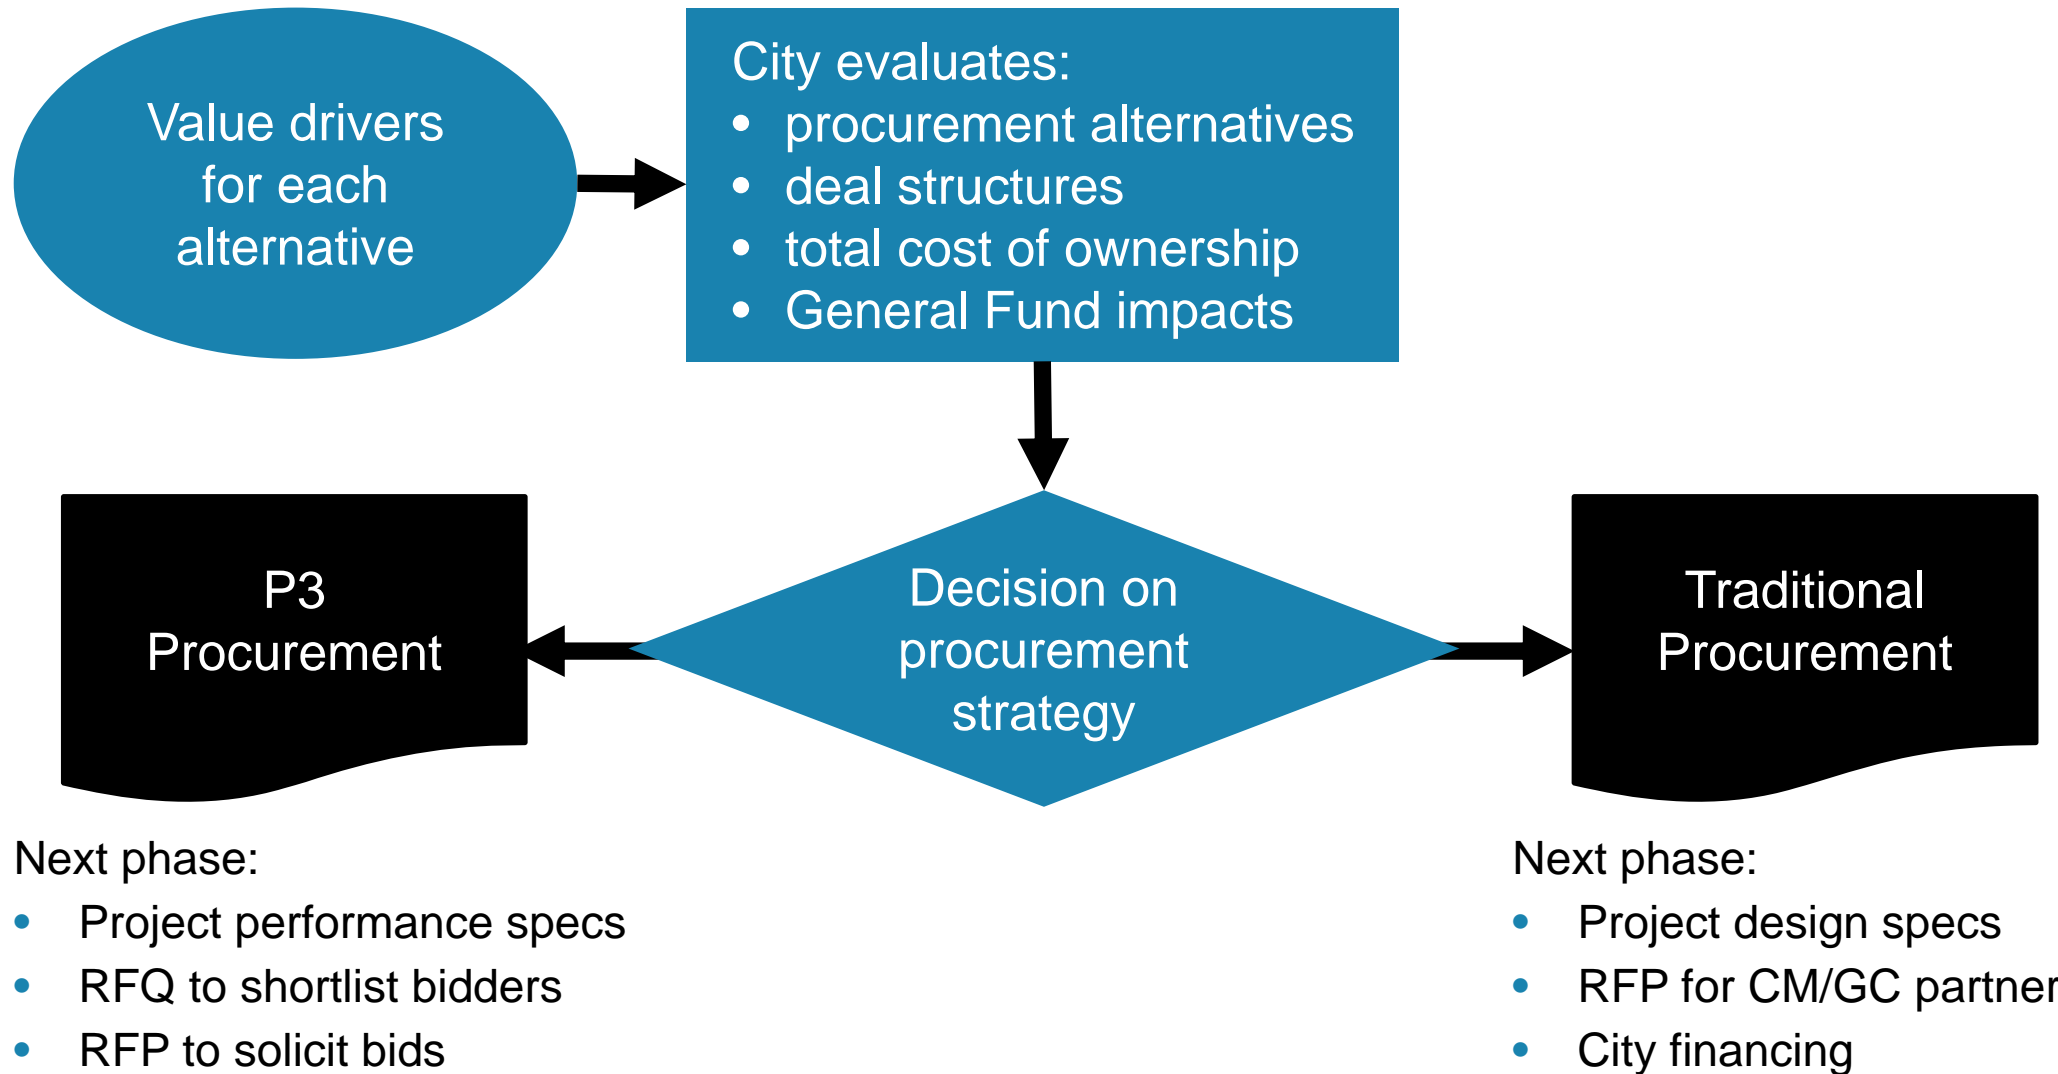 Value drivers
for each
alternative
City evaluates:
• procurement alternatives
• deal structures
• total cost of ownership
• General Fund impacts
P3
Procurement
Decision on
procurement
strategy
Traditional
Procurement
Next phase:
• Project performance specs
• RFQ to shortlist bidders
• RFP to solicit bids
Next phase:
• Project design specs
• RFP for CM/GC partner
• City financing